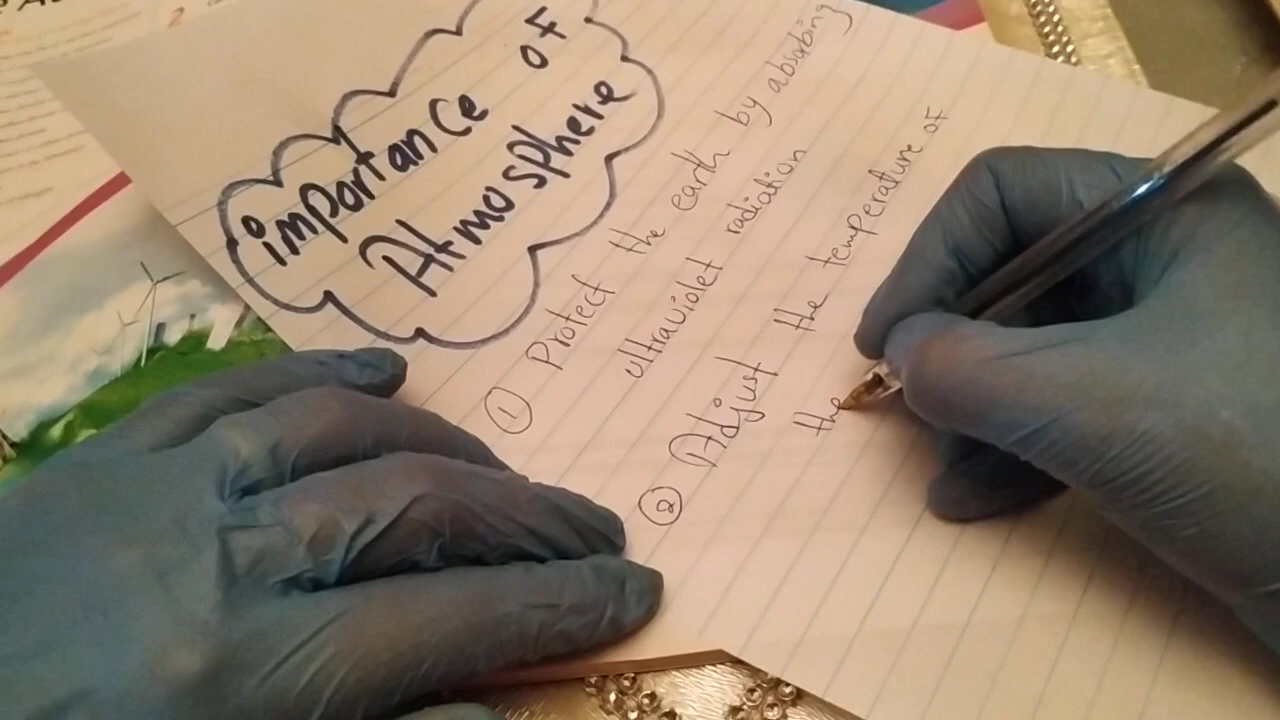 importance OF
Atmosphere
① Protect the earth by absorbing
ultraviolet radiation
② Adjust the temperature of
the